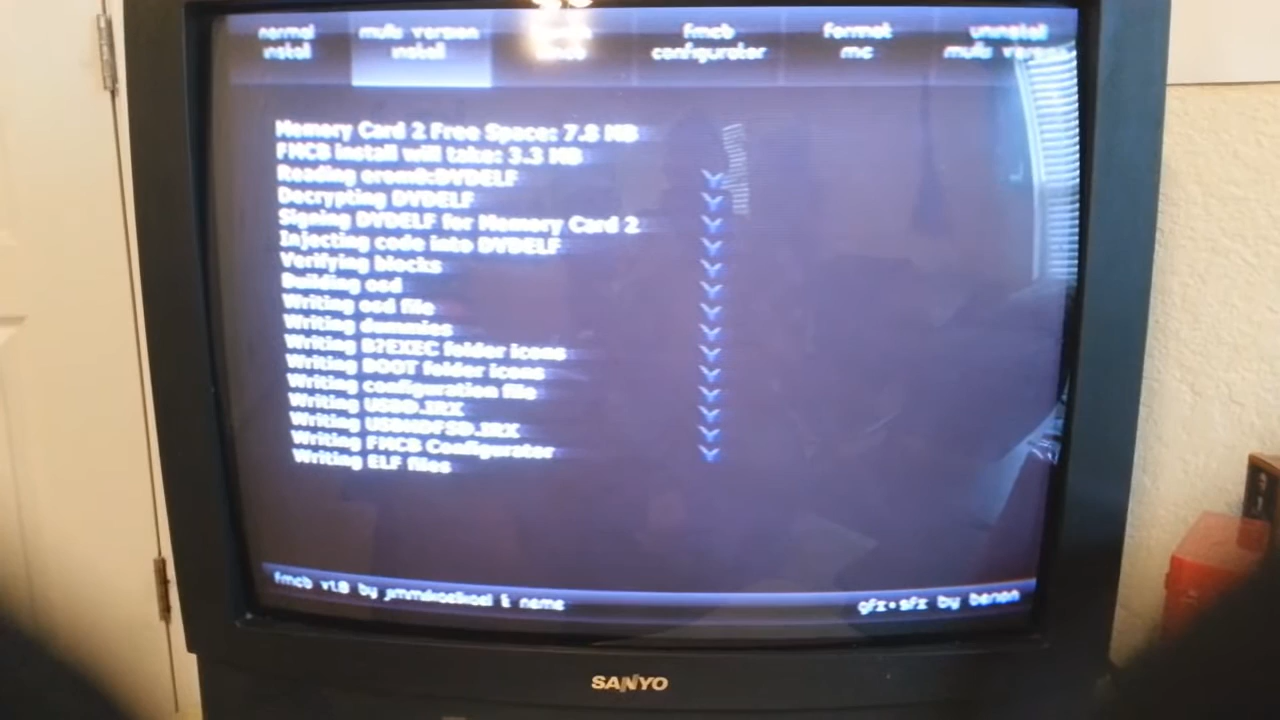 normal install
multi version install
fmcb configurator
format mc
uninstall multi version
Memory Card 2 Free Space: 7.8 MB
FMCB install will take: 3.3 MB
Reading erom0:DVDELF
Decrypting DVDELF
Signing DVDELF for Memory Card 2
Injecting code into DVDELF
Verifying blocks
Building osd
Writing osd file
Writing dummies
Writing B?EXEC folder icons
Writing BOOT folder icons
Writing configuration file
Writing USBD.IRX
Writing USBHDFSD.IRX
Writing FMCB Configurator
Writing ELF files
fmcb v1.8 by jimmikaelkael & neme
gfx+sfx by berion
SANYO